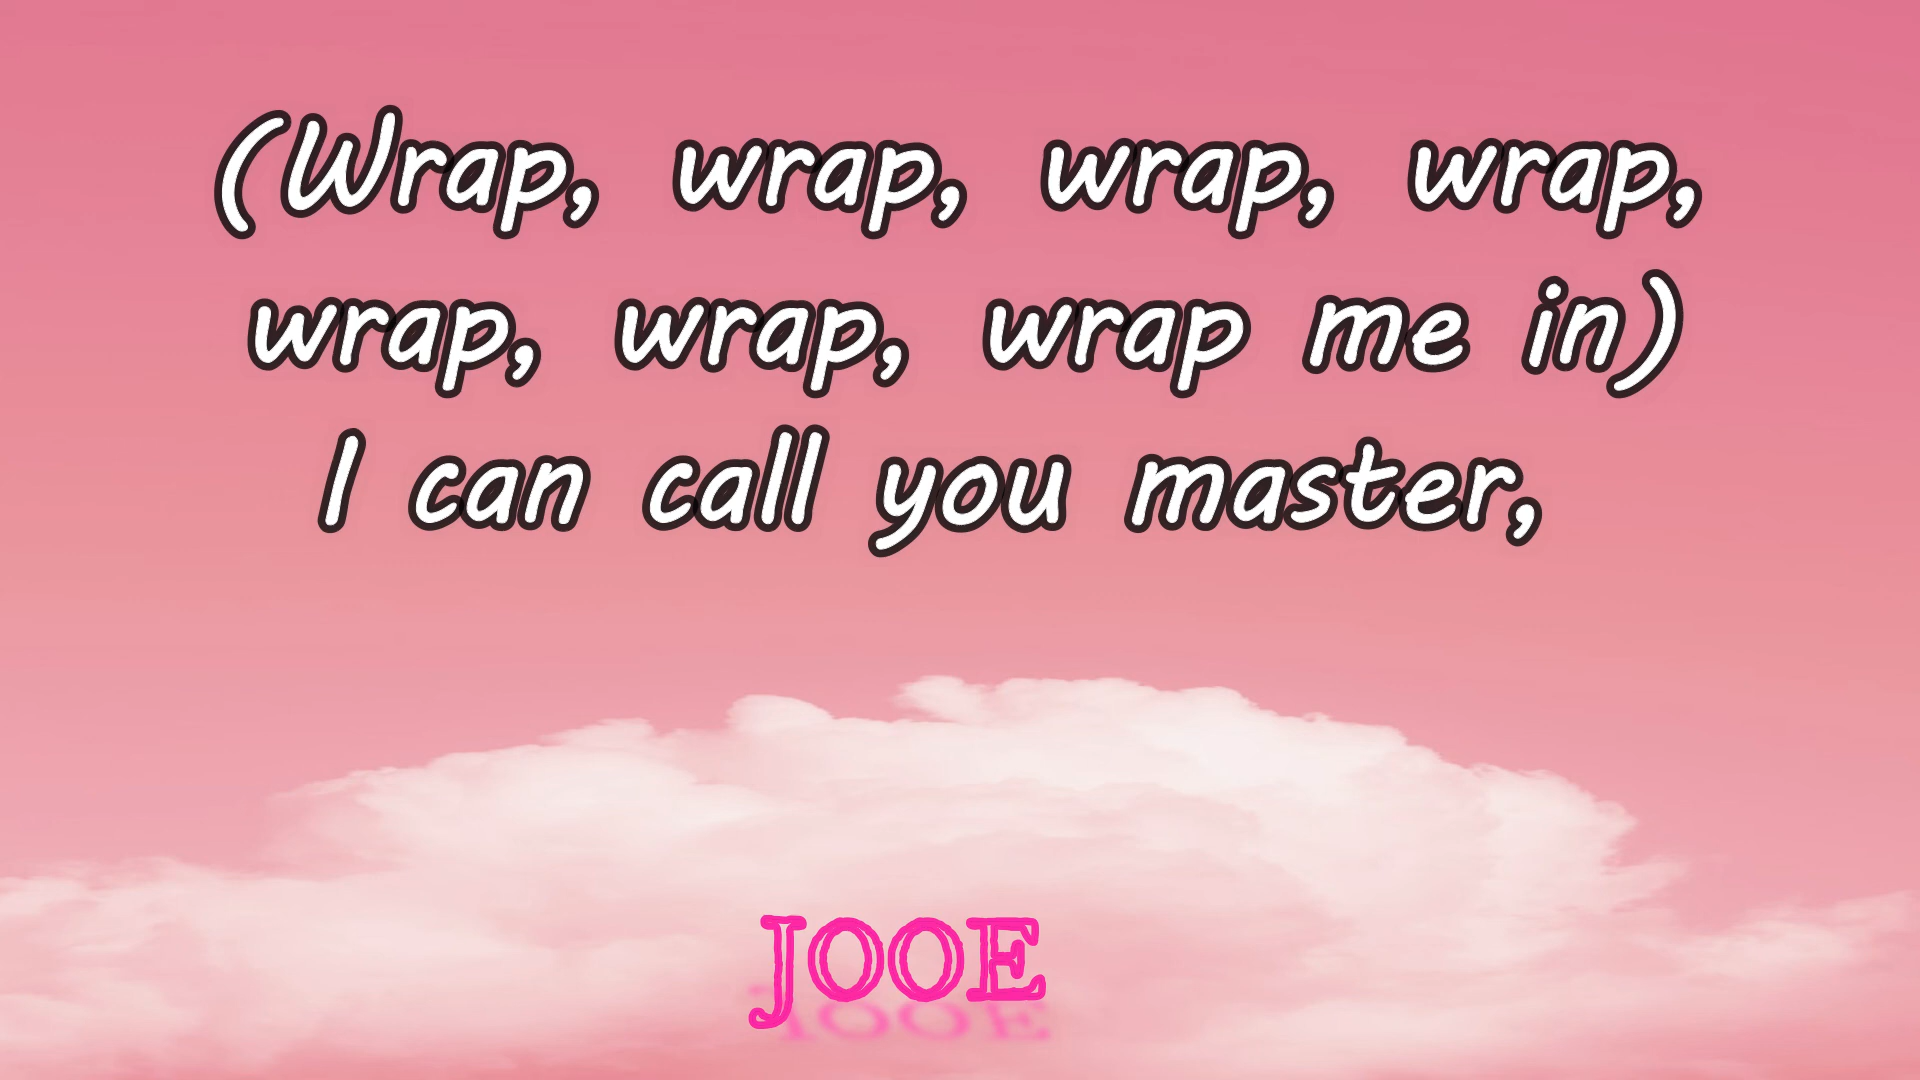 (Wrap, wrap, wrap, wrap,
wrap, wrap, wrap me in)
I can call you master,
JOOE